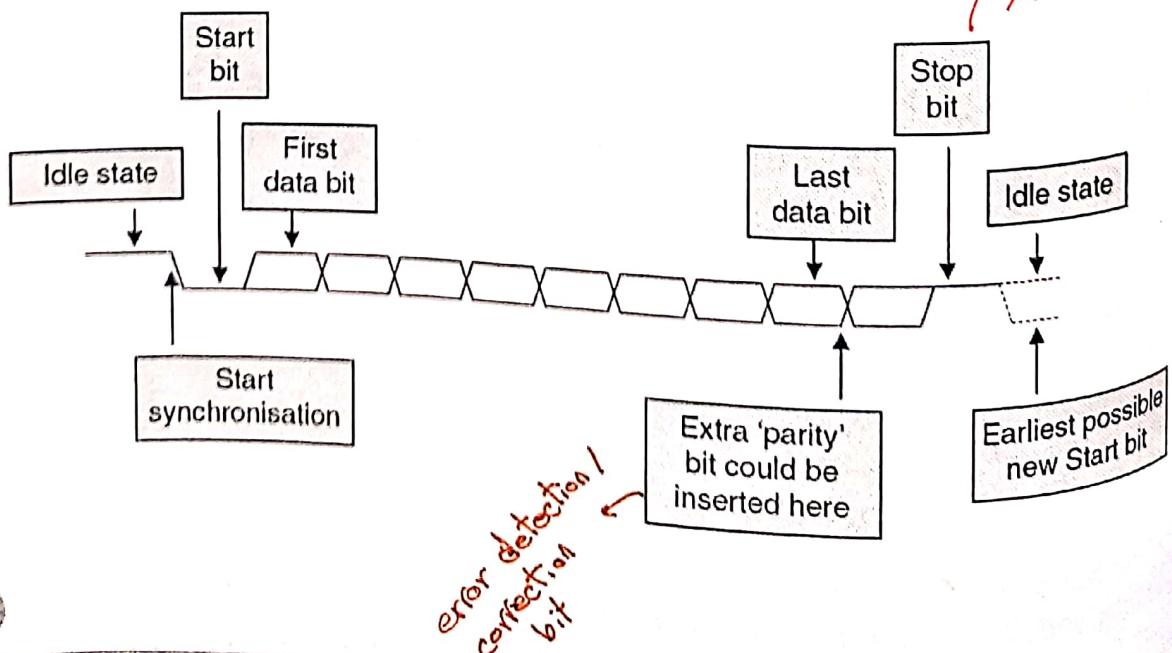 Start
bit
Stop
bit
Idle state
First
data bit
Last
data bit
Idle state
Start
synchronisation
Extra 'parity'
bit could be
inserted here
Earliest possible
new Start bit
error detection /
correction
bit